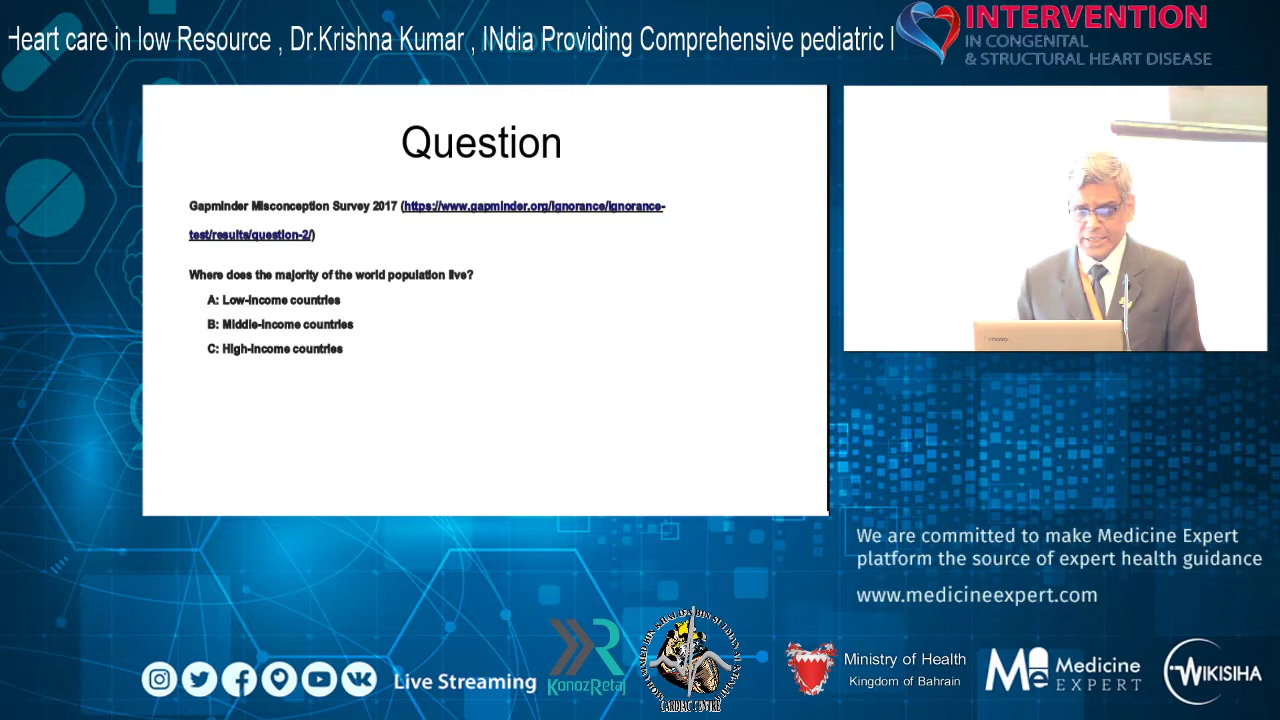 Heart care in low Resource , Dr.Krishna Kumar , INdia Providing Comprehensive pediatric
INTERVENTION
IN CONGENITAL
& STRUCTURAL HEART DISEASE
Question
Gapminder Misconception Survey 2017 (https://www.gapminder.org/ignorance/ignorance-
test/results/question-2/)
Where does the majority of the world population live?
A: Low-income countries
B: Middle-income countries
C: High-income countries
lenovo
We are committed to make Medicine Expert
platform the source of expert health guidance
www.medicineexpert.com
Live Streaming
KonozRetaj
CARDIAC CENTRE
Ministry of Health
Kingdom of Bahrain
Me Medicine
EXPERT
WIKISIHA